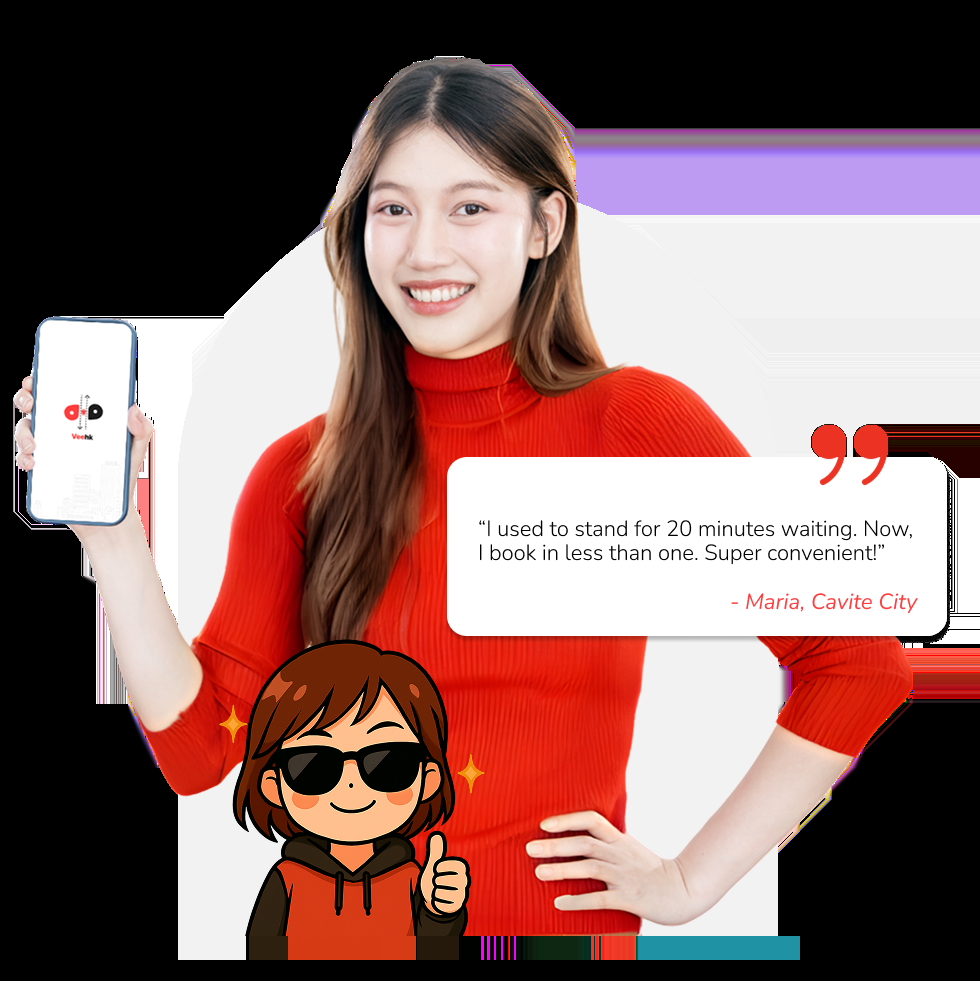 Veehk
“I used to stand for 20 minutes waiting. Now,
I book in less than one. Super convenient!”
- Maria, Cavite City